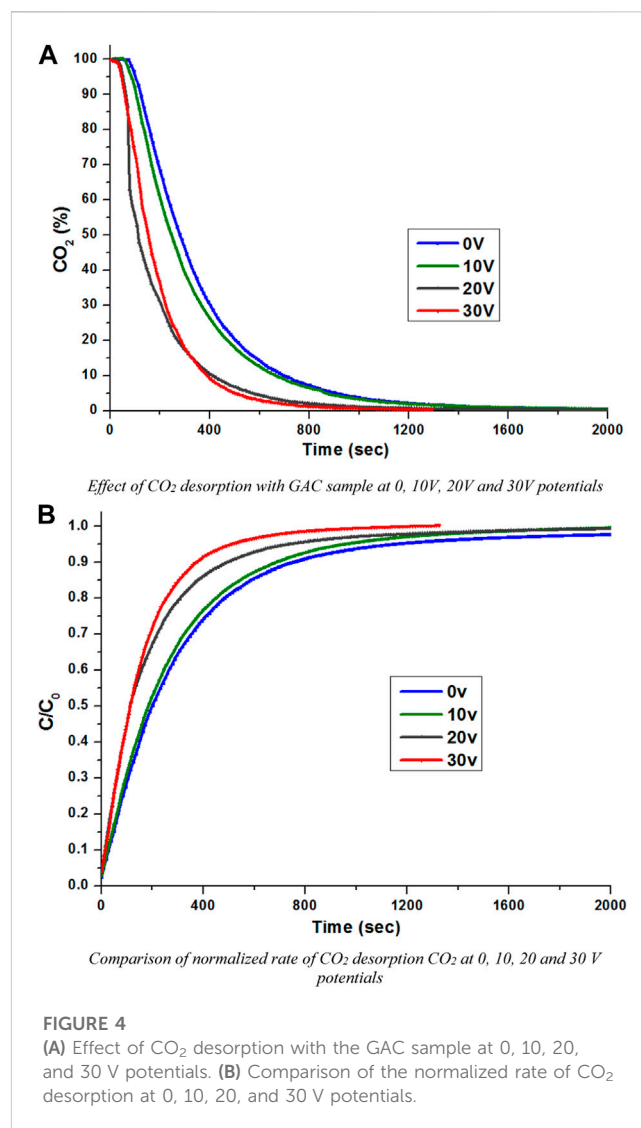 A
100
90
80
70
60
50
40
30
20
10
0
CO₂ (%)
0V
10V
20V
30V
0 400 800 1200 1600 2000
Time (sec)
Effect of CO₂ desorption with GAC sample at 0, 10V, 20V and 30V potentials
B
1.0
0.9
0.8
0.7
0.6
0.5
0.4
0.3
0.2
0.1
0.0
C/C₀
0v
10v
20v
30v
0 400 800 1200 1600 2000
Time (sec)
Comparison of normalized rate of CO₂ desorption CO₂ at 0, 10, 20 and 30 V
potentials
FIGURE 4
(A) Effect of CO₂ desorption with the GAC sample at 0, 10, 20,
and 30 V potentials. (B) Comparison of the normalized rate of CO₂
desorption at 0, 10, 20, and 30 V potentials.